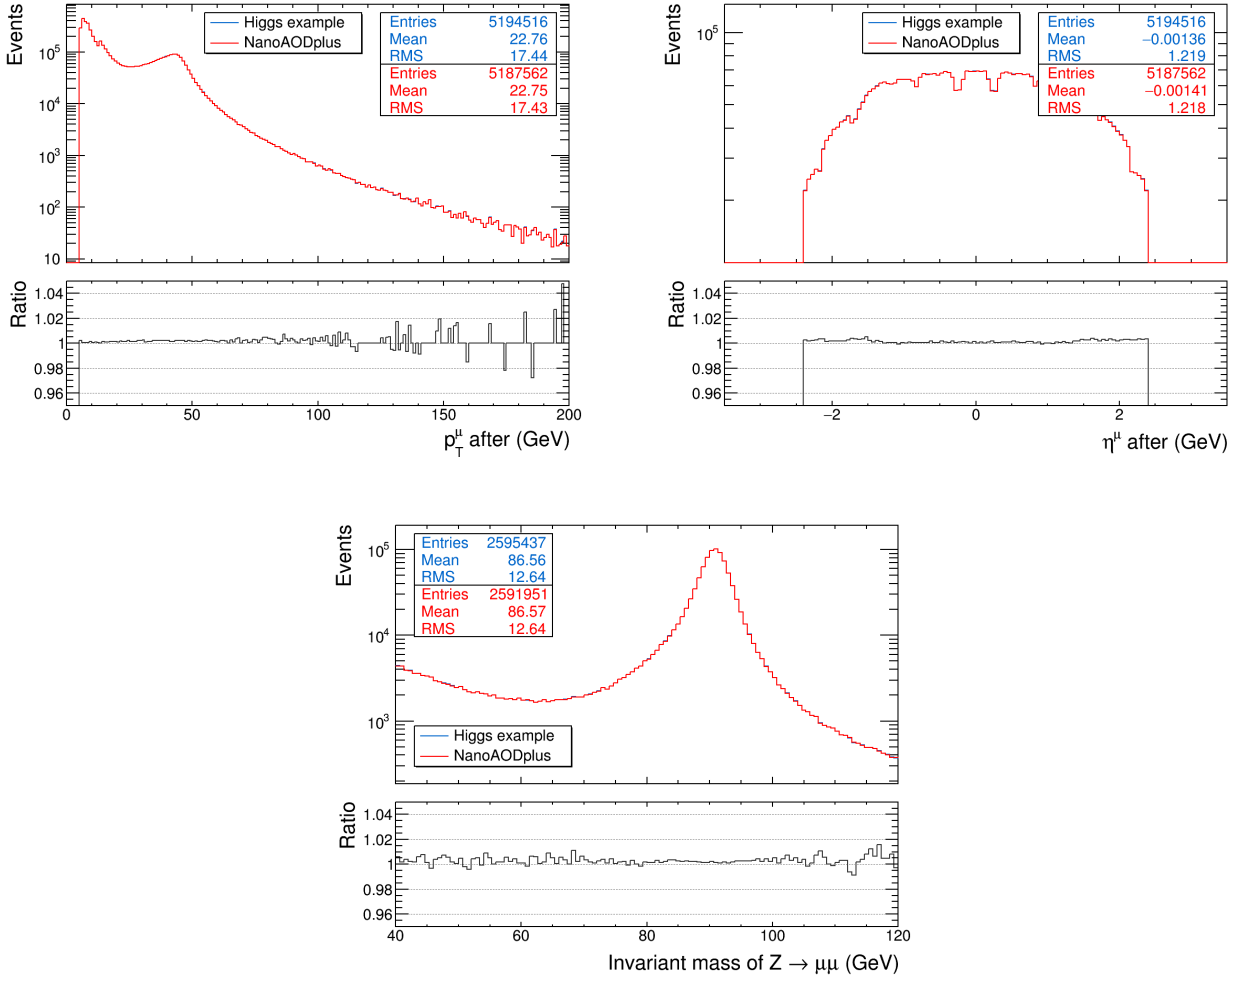 Events
Higgs example
NanoAODplus
Entries 5194516
Mean 22.76
RMS 17.44
Entries 5187562
Mean 22.75
RMS 17.43
10^5
10^4
10^3
10^2
10
Ratio
1.04
1.02
1
0.98
0.96
0 50 100 150 200
p_T^μ after (GeV)
Events
Higgs example
NanoAODplus
Entries 5194516
Mean −0.00136
RMS 1.219
Entries 5187562
Mean −0.00141
RMS 1.218
10^5
Ratio
1.04
1.02
1
0.98
0.96
−2 0 2
η^μ after (GeV)
Events
Entries 2595437
Mean 86.56
RMS 12.64
Entries 2591951
Mean 86.57
RMS 12.64
10^5
10^4
10^3
Higgs example
NanoAODplus
Ratio
1.04
1.02
1
0.98
0.96
40 60 80 100 120
Invariant mass of Z → μμ (GeV)